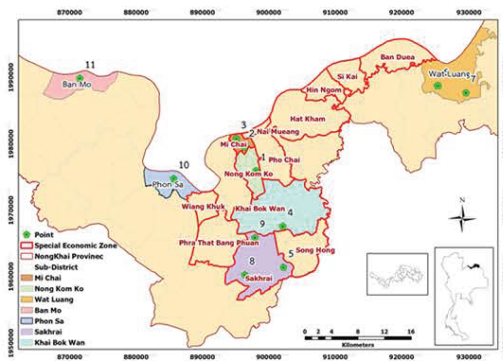 870000
880000
890000
900000
910000
920000
930000
1990000
1980000
1970000
1960000
1950000
11
Ban Mo
Ban Duea
Si Kai
Wat Luang
7
Hin Ngom
Hat Kham
3
2
Nai Mueang
Mi Chai
1
Pho Chai
10
Nong Kom Ko
Phon Sa
Wiang Khuk
Khai Bok Wan
4
9
Phra That Bang Phuan
Song Hong
5
8
Sakhrai
Point
Special Economic Zone
NongKhai Provinec
Sub-District
Mi Chai
Nong Kom Ko
Wat Luang
Ban Mo
Phon Sa
Sakhrai
Khai Bok Wan
0 2 4 8 12 16
Kilometers
870000
880000
890000
900000
910000
920000
930000